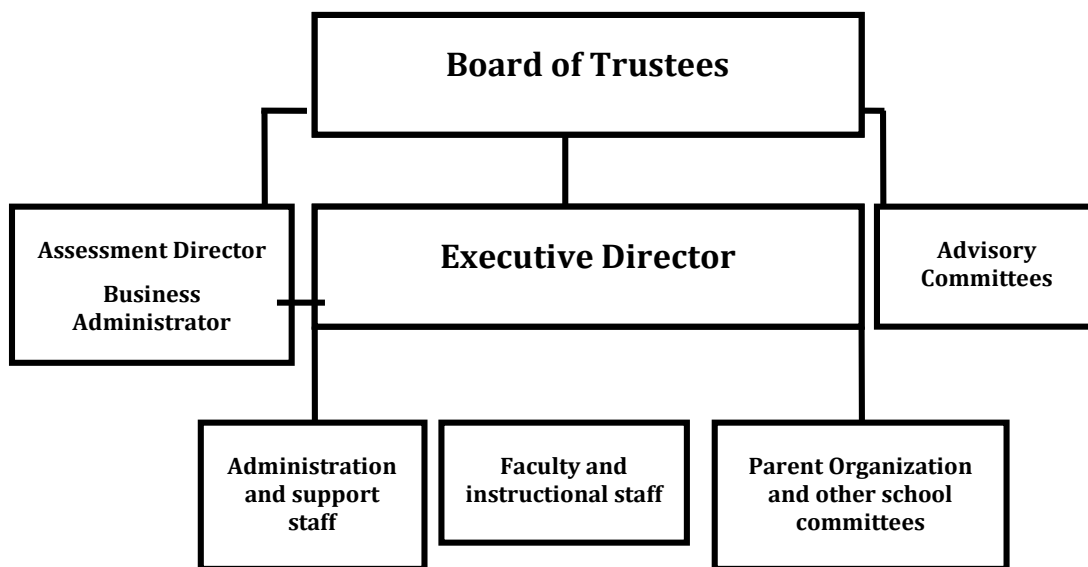 Board of Trustees
Assessment Director
Business
Administrator
Executive Director
Advisory
Committees
Administration
and support
staff
Faculty and
instructional staff
Parent Organization
and other school
committees